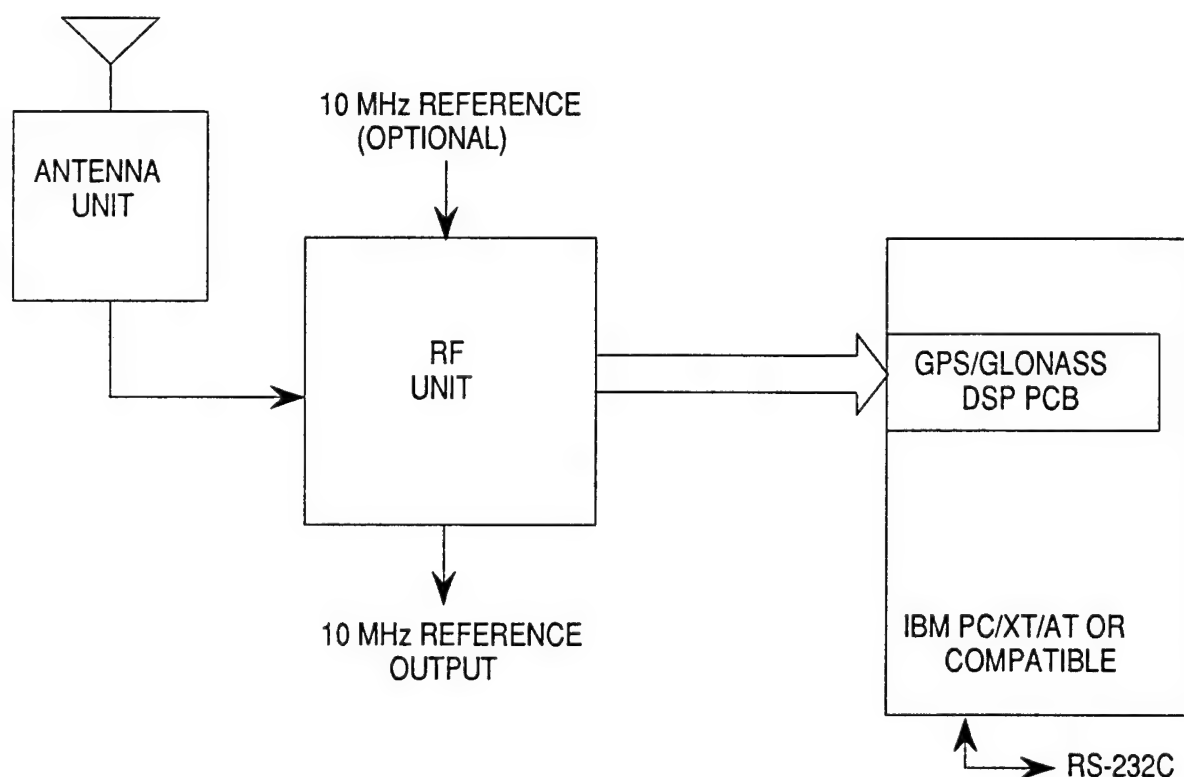 ANTENNA
UNIT
10 MHz REFERENCE
(OPTIONAL)
RF
UNIT
10 MHz REFERENCE
OUTPUT
GPS/GLONASS
DSP PCB
IBM PC/XT/AT OR
COMPATIBLE
RS-232C